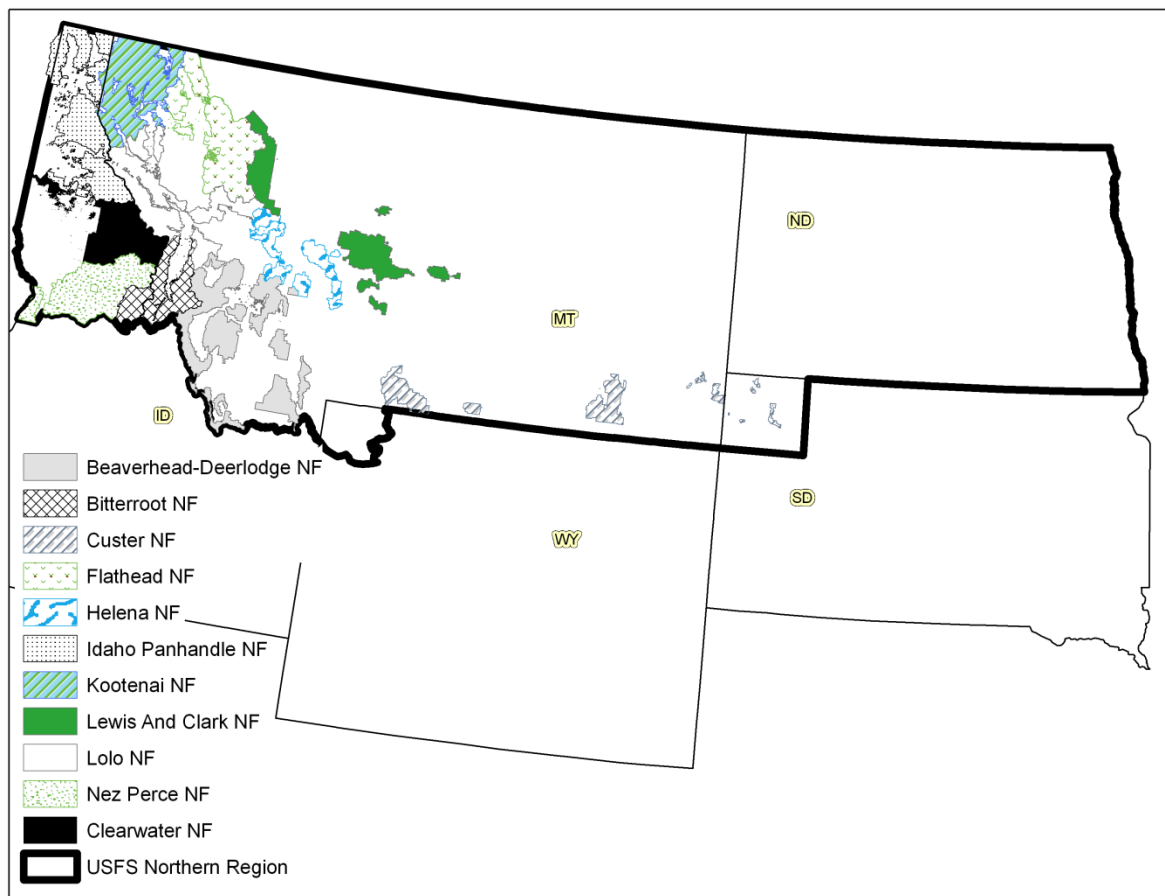 ND
MT
ID
SD
WY
Beaverhead-Deerlodge NF
Bitterroot NF
Custer NF
Flathead NF
Helena NF
Idaho Panhandle NF
Kootenai NF
Lewis And Clark NF
Lolo NF
Nez Perce NF
Clearwater NF
USFS Northern Region